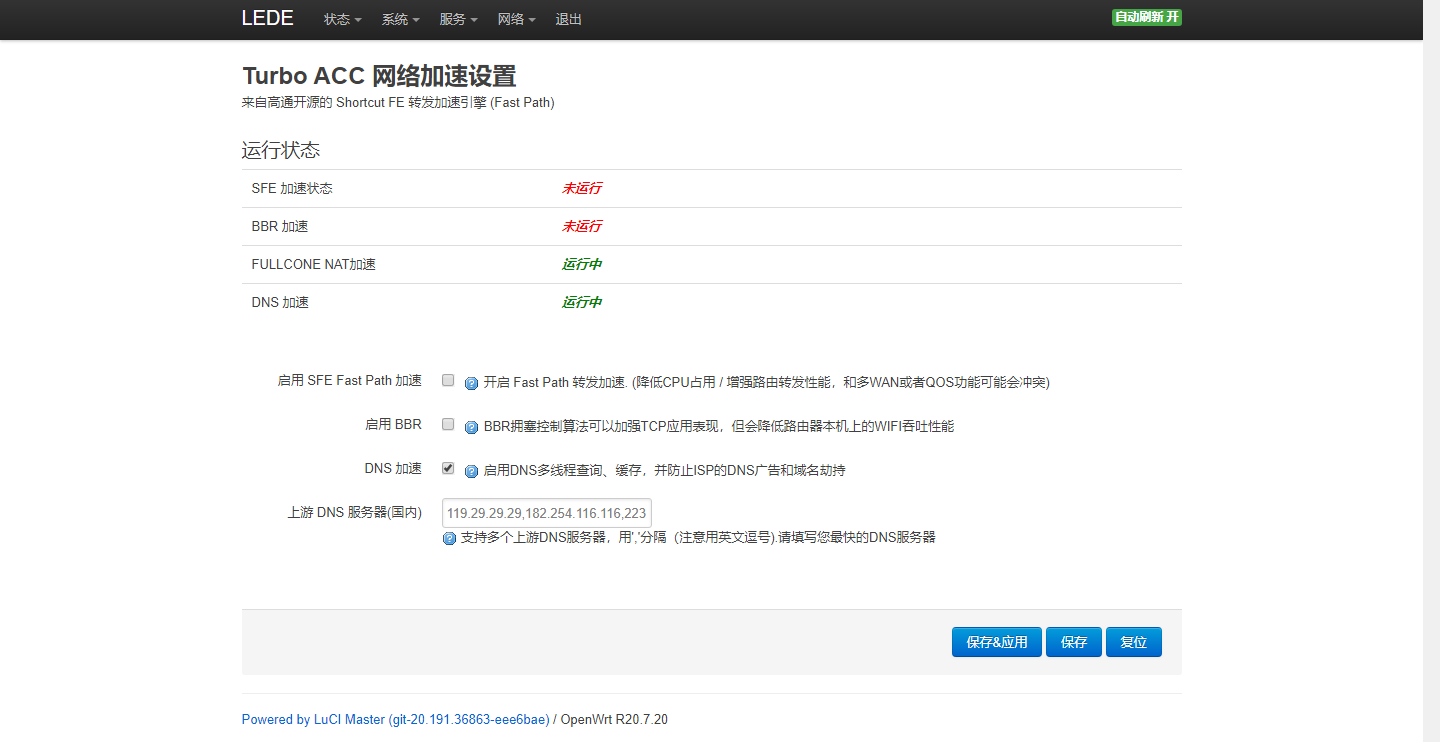 LEDE 状态 系统 服务 网络 退出 自动刷新 开
Turbo ACC 网络加速设置
来自高通开源的 Shortcut FE 转发加速引擎 (Fast Path)
运行状态
SFE 加速状态 未运行
BBR 加速 未运行
FULLCONE NAT加速 运行中
DNS 加速 运行中
启用 SFE Fast Path 加速 开启 Fast Path 转发加速. (降低CPU占用 / 增强路由转发性能，和多WAN或者QOS功能可能会冲突)
启用 BBR BBR拥塞控制算法可以加强TCP应用表现，但会降低路由器本机上的WIFI吞吐性能
DNS 加速 启用DNS多线程查询、缓存，并防止ISP的DNS广告和域名劫持
上游 DNS 服务器(国内) 119.29.29.29,182.254.116.116,223
支持多个上游DNS服务器，用','分隔（注意用英文逗号).请填写您最快的DNS服务器
保存&应用 保存 复位
Powered by LuCI Master (git-20.191.36863-eee6bae) / OpenWrt R20.7.20